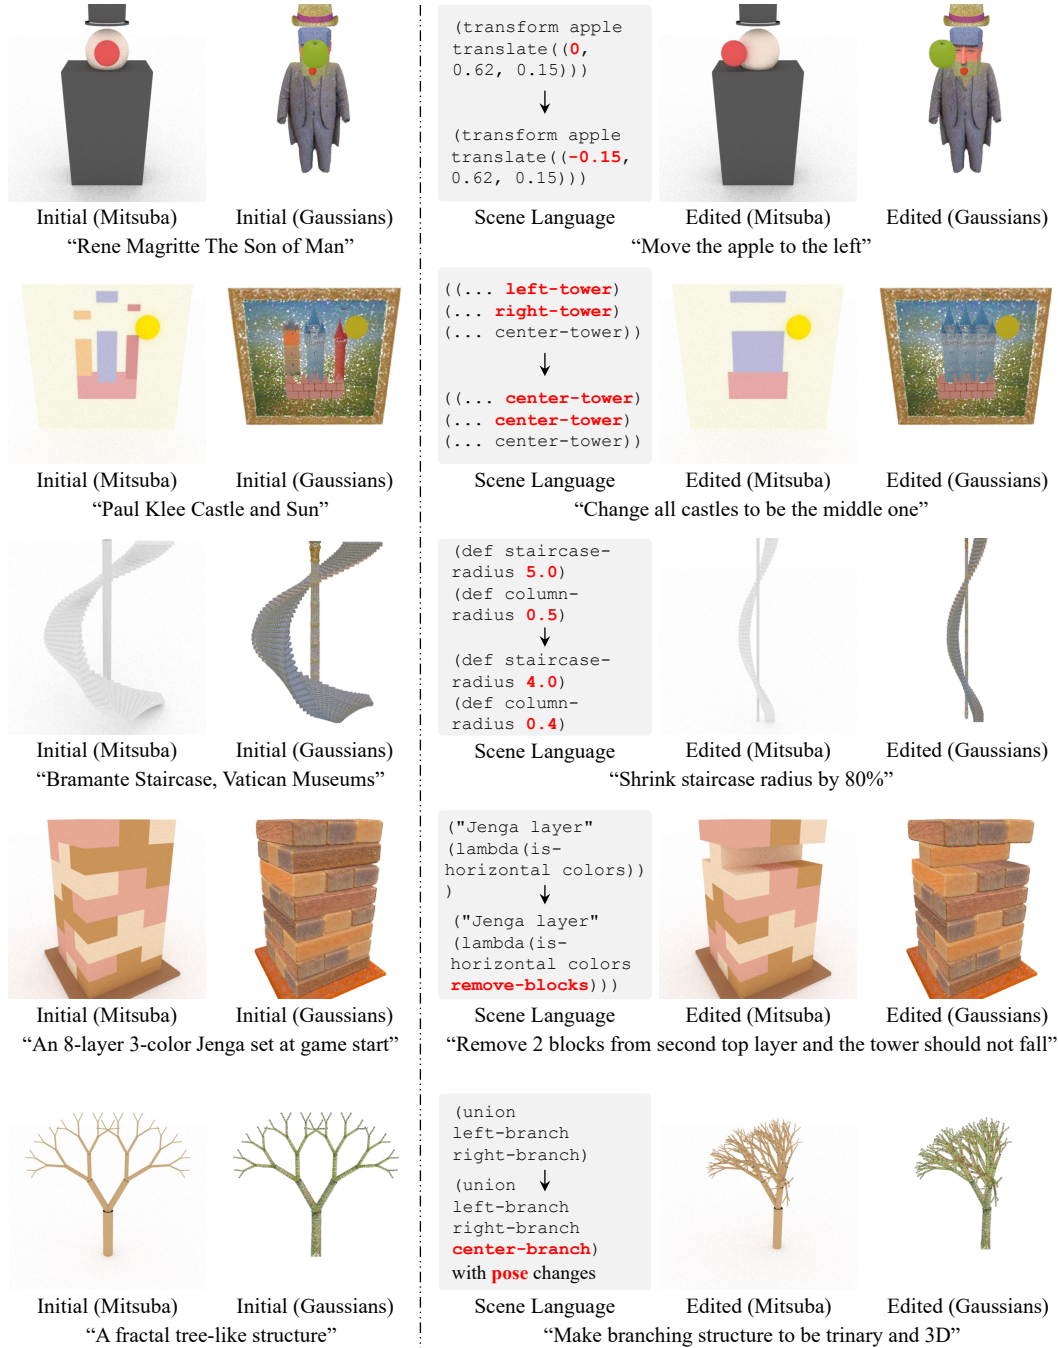 (transform apple
translate((0,
0.62, 0.15)))
(transform apple
translate((-0.15,
0.62, 0.15)))
Initial (Mitsuba) Initial (Gaussians) Scene Language Edited (Mitsuba) Edited (Gaussians)
“Rene Magritte The Son of Man” “Move the apple to the left”
((... left-tower)
(... right-tower)
(... center-tower))
((... center-tower)
(... center-tower)
(... center-tower))
Initial (Mitsuba) Initial (Gaussians) Scene Language Edited (Mitsuba) Edited (Gaussians)
“Paul Klee Castle and Sun” “Change all castles to be the middle one”
(def staircase-
radius 5.0)
(def column-
radius 0.5)
(def staircase-
radius 4.0)
(def column-
radius 0.4)
Initial (Mitsuba) Initial (Gaussians) Scene Language Edited (Mitsuba) Edited (Gaussians)
“Bramante Staircase, Vatican Museums” “Shrink staircase radius by 80%”
("Jenga layer"
(lambda(is-
horizontal colors))
)
("Jenga layer"
(lambda(is-
horizontal colors
remove-blocks)))
Initial (Mitsuba) Initial (Gaussians) Scene Language Edited (Mitsuba) Edited (Gaussians)
“An 8-layer 3-color Jenga set at game start” “Remove 2 blocks from second top layer and the tower should not fall”
(union
left-branch
right-branch)
(union
left-branch
right-branch
center-branch)
with pose changes
Initial (Mitsuba) Initial (Gaussians) Scene Language Edited (Mitsuba) Edited (Gaussians)
“A fractal tree-like structure” “Make branching structure to be trinary and 3D”